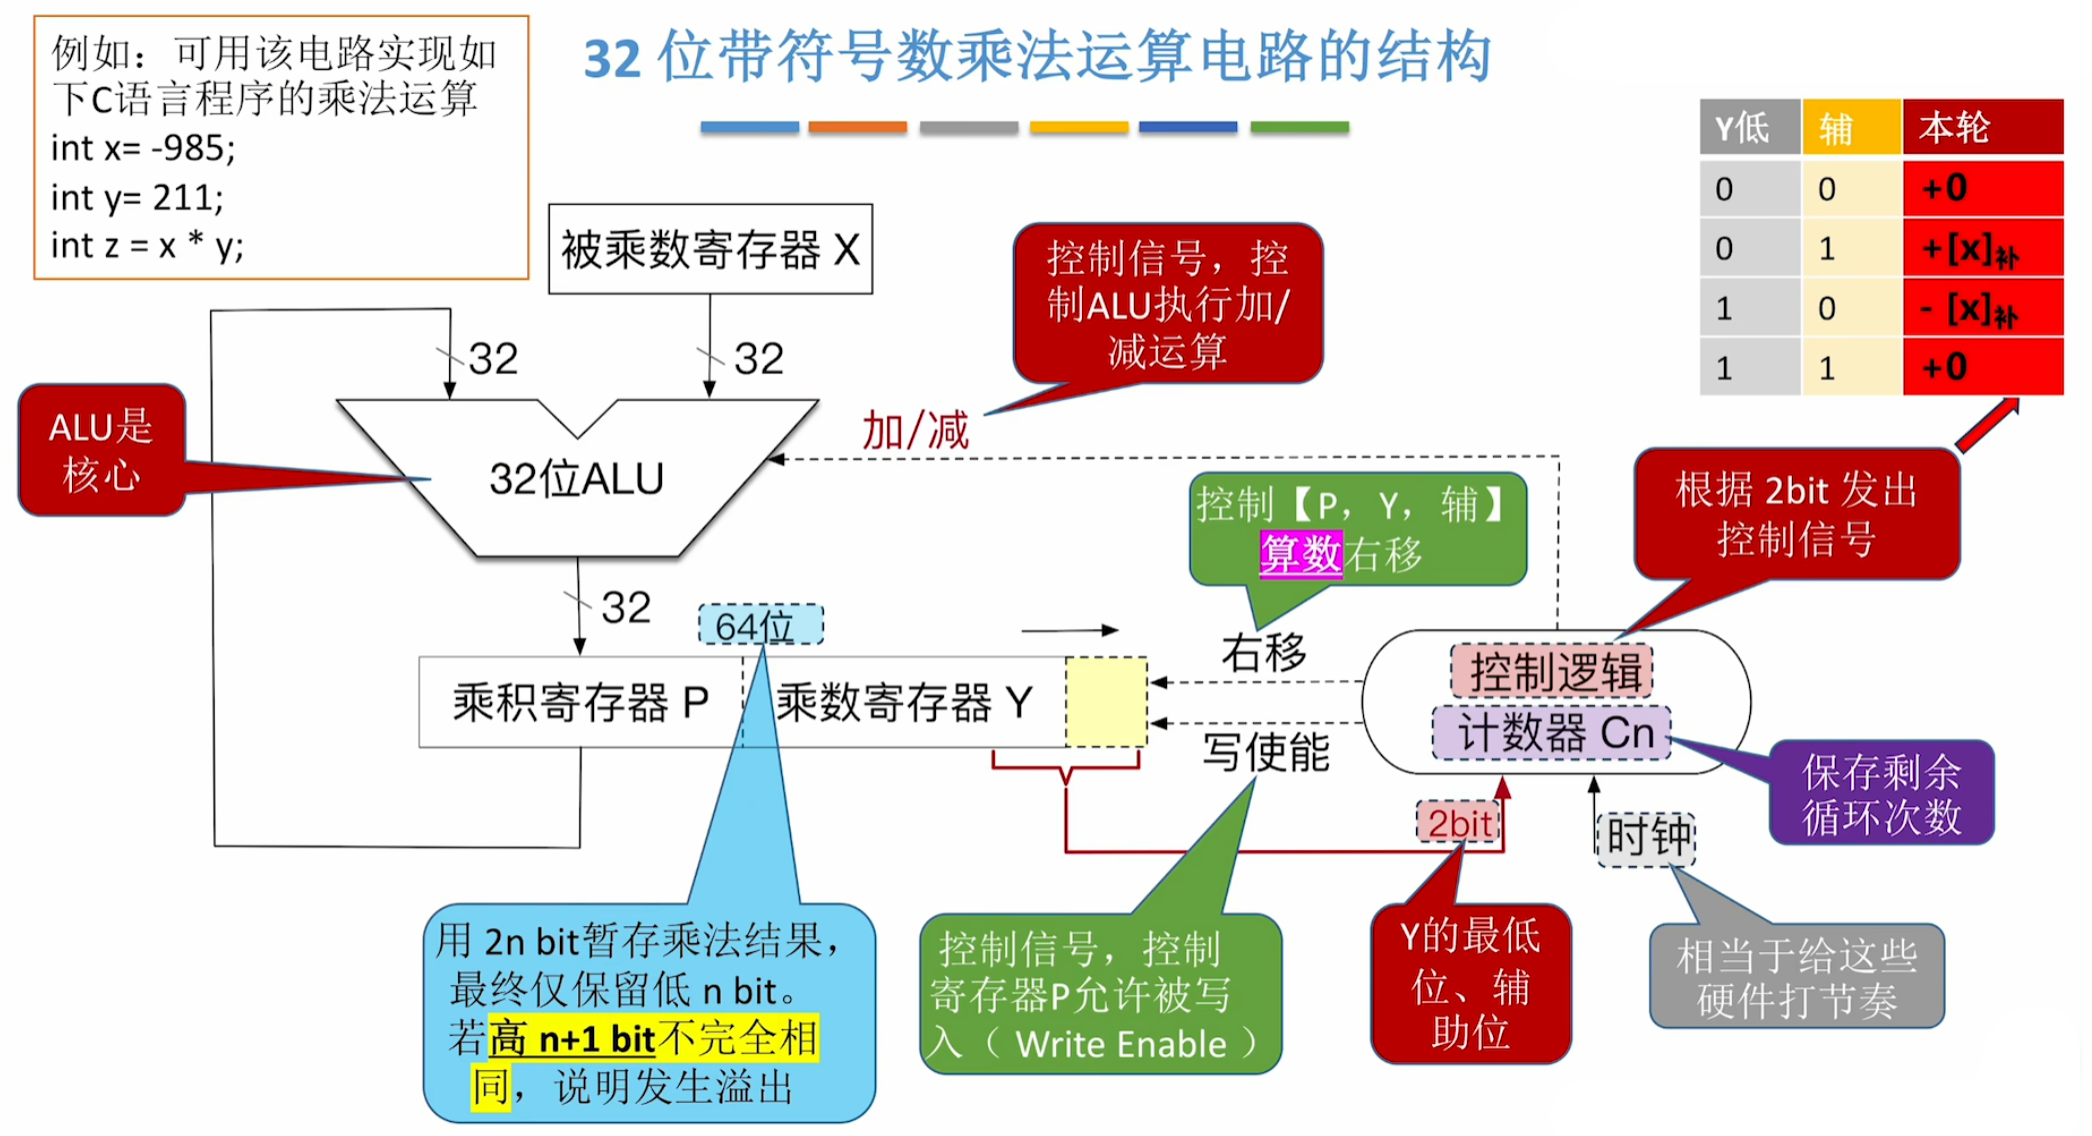 例如：可用该电路实现如
下C语言程序的乘法运算
int x= -985;
int y= 211;
int z = x * y;
32 位带符号数乘法运算电路的结构
Y低 辅 本轮
0 0 +0
0 1 +[x]补
1 0 - [x]补
1 1 +0
被乘数寄存器 X
控制信号，控
制ALU执行加/
减运算
32
32
ALU是
核心
加/减
32位ALU
控制【P，Y，辅】
算数右移
根据 2bit 发出
控制信号
32
64位
右移
乘积寄存器 P
乘数寄存器 Y
写使能
控制逻辑
计数器 Cn
保存剩余
循环次数
2bit
时钟
用 2n bit暂存乘法结果，
最终仅保留低 n bit。
若高 n+1 bit不完全相
同，说明发生溢出
控制信号，控制
寄存器P允许被写
入（ Write Enable ）
Y的最低
位、辅
助位
相当于给这些
硬件打节奏